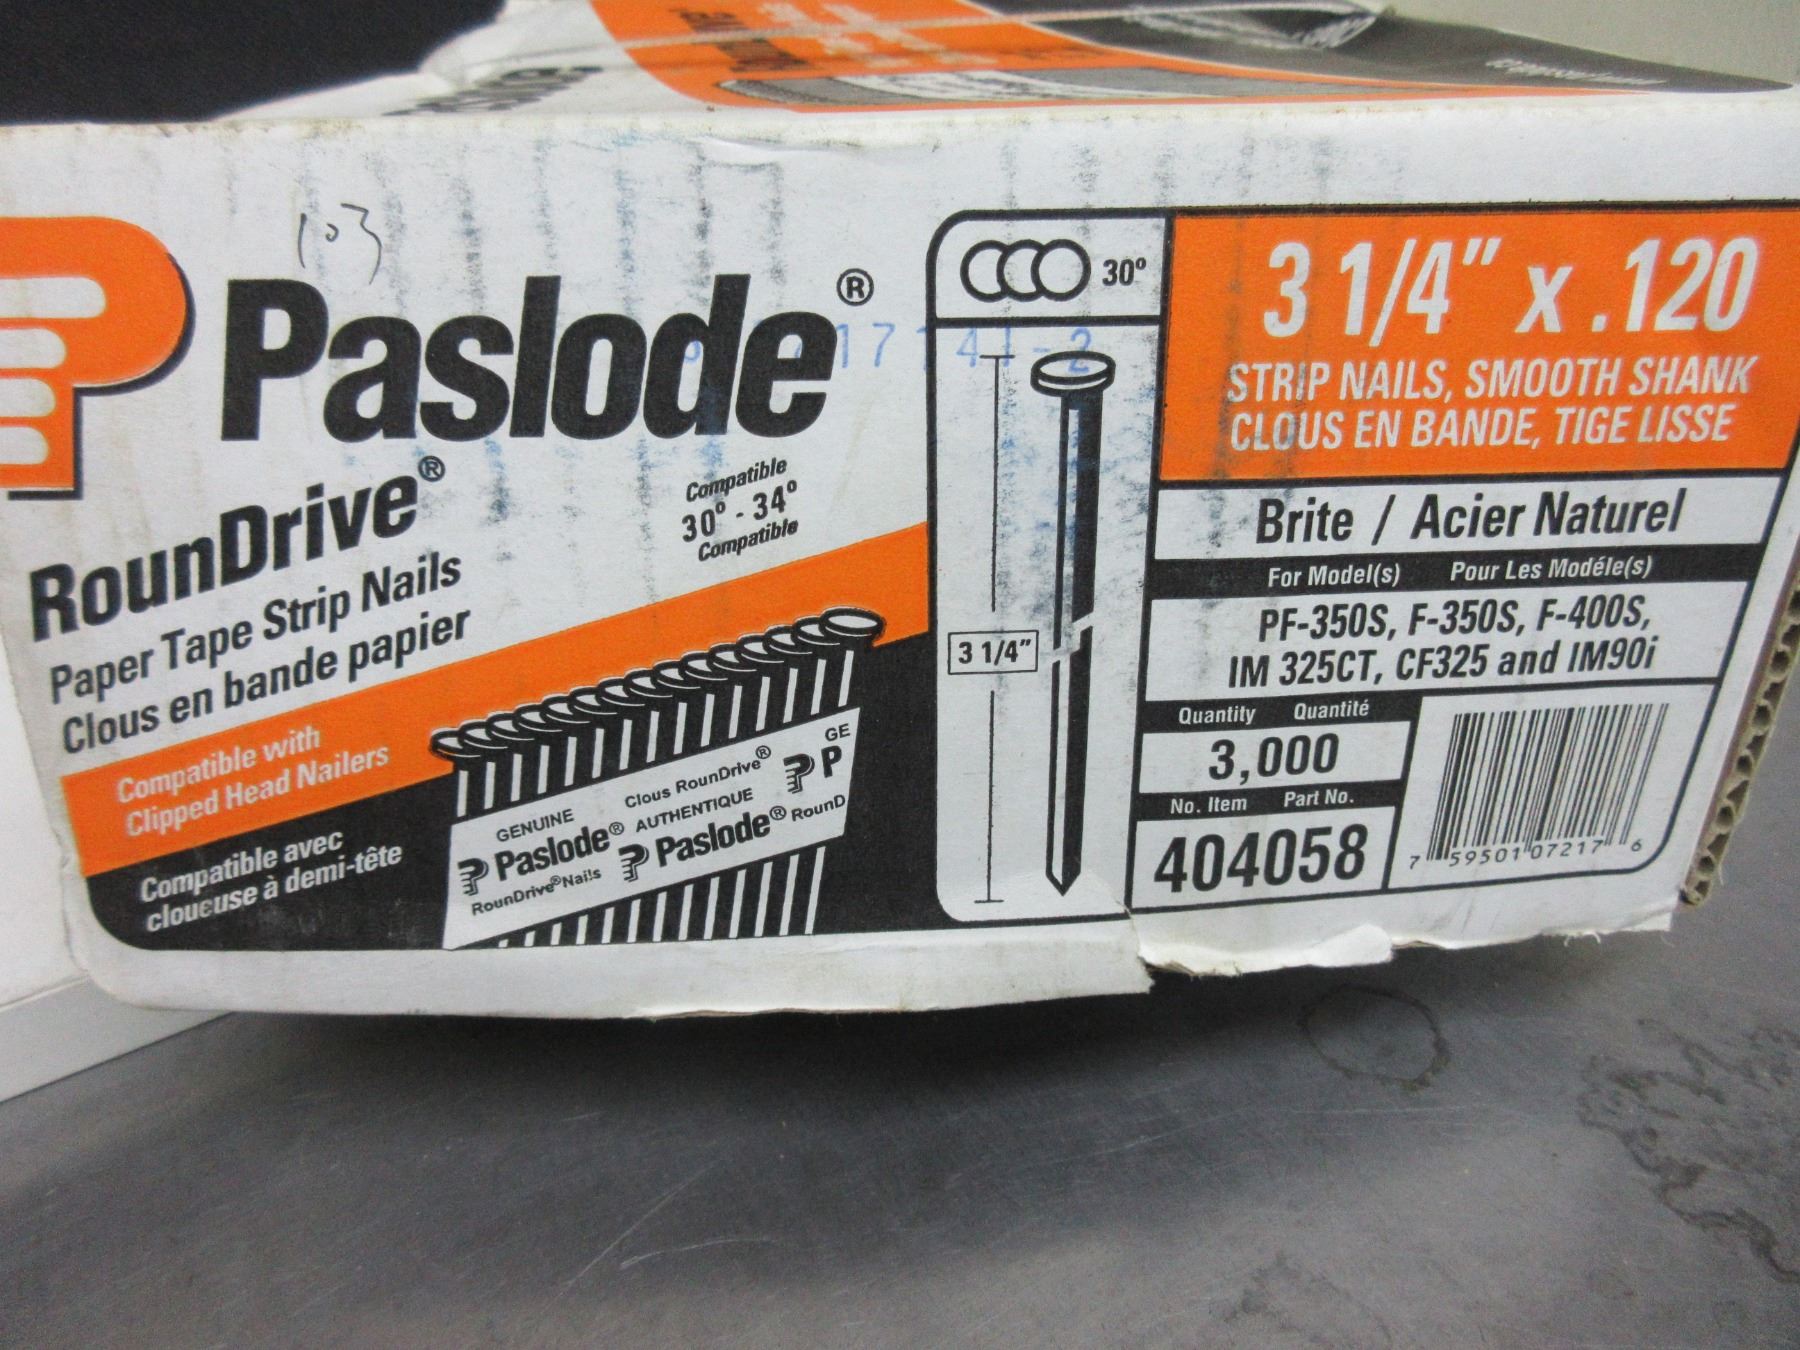 103
Paslode®
RounDrive®
Paper Tape Strip Nails
Clous en bande papier
Compatible
30° - 34°
Compatible
Compatible with
Clipped Head Nailers
Compatible avec
cloueuse à demi-tête
GENUINE
Paslode®
RounDrive® Nails
Clous RounDrive®
AUTHENTIQUE
Paslode®
RounD
GE
P
30°
3 1/4"
3 1/4" x .120
STRIP NAILS, SMOOTH SHANK
CLOUS EN BANDE, TIGE LISSE
Brite / Acier Naturel
For Model(s) Pour Les Modéle(s)
PF-350S, F-350S, F-400S,
IM 325CT, CF325 and IM90i
Quantity Quantité
3,000
No. Item Part No.
404058
7 59501 07217 6